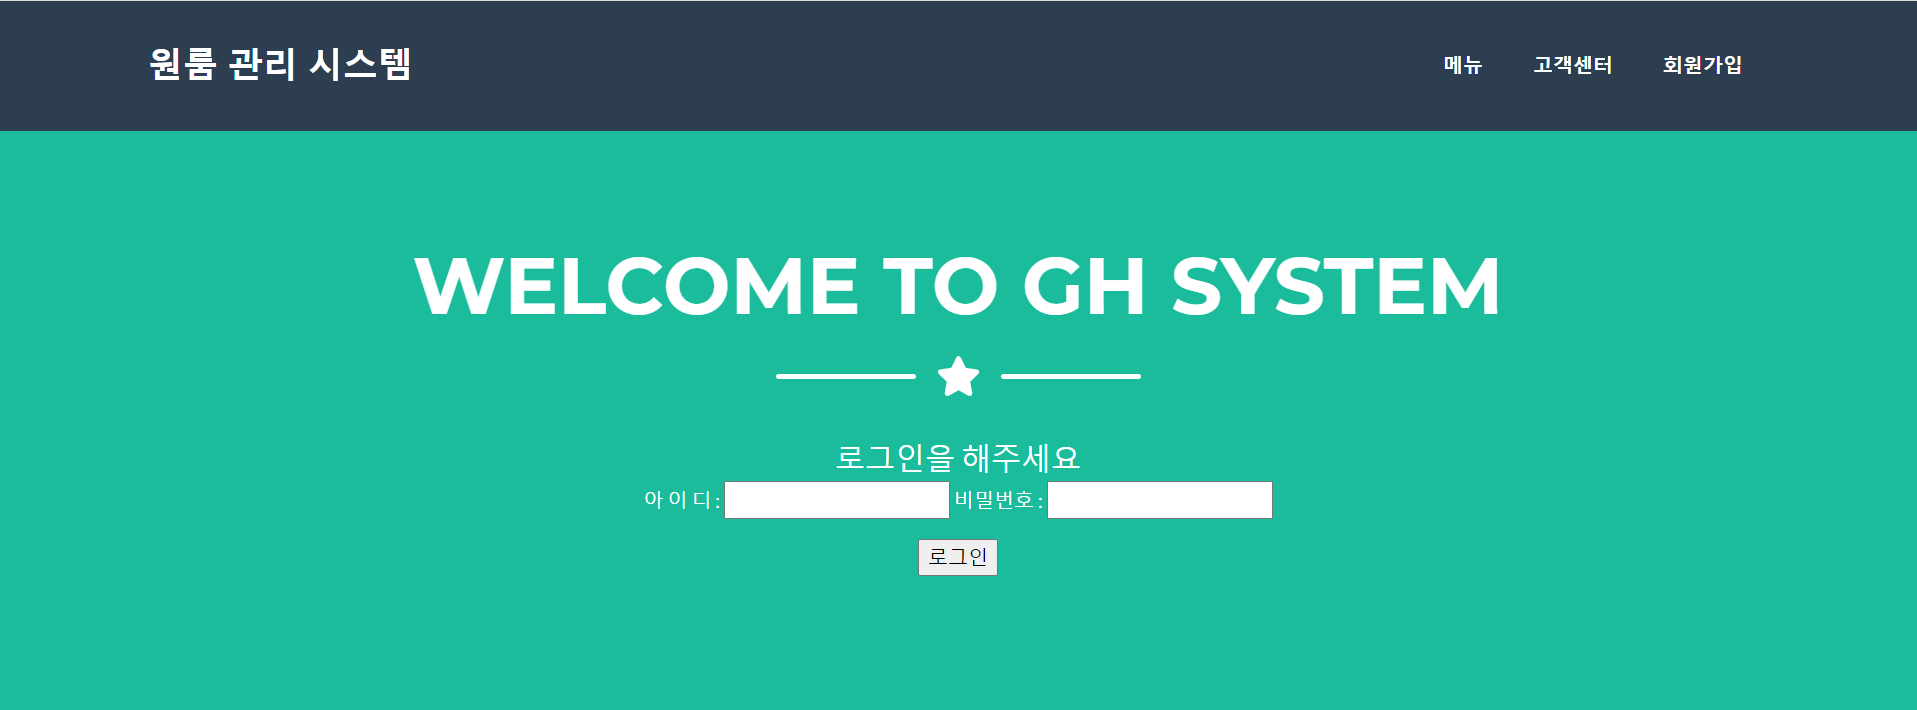 원룸 관리 시스템
메뉴 고객센터 회원가입
WELCOME TO GH SYSTEM
로그인을 해주세요
아 이 디 : 비밀번호 :
로그인